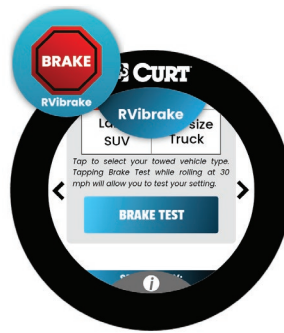 BRAKE
RVibrake
CURT
RVibrake
SUV
Truck
Tap to select your towed vehicle type.
Tapping Brake Test while rolling at 30
mph will allow you to test your setting.
BRAKE TEST
i